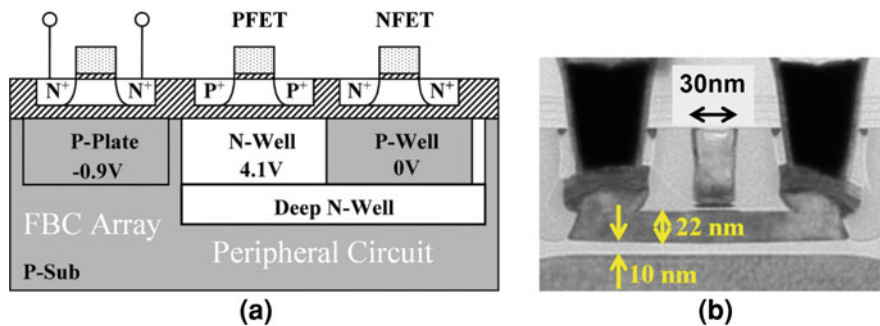 PFET NFET
N+ N+ P+ P+ N+ N+
P-Plate
-0.9V
N-Well
4.1V
P-Well
0V
Deep N-Well
FBC Array
Peripheral Circuit
P-Sub
(a)
30nm
22 nm
10 nm
(b)